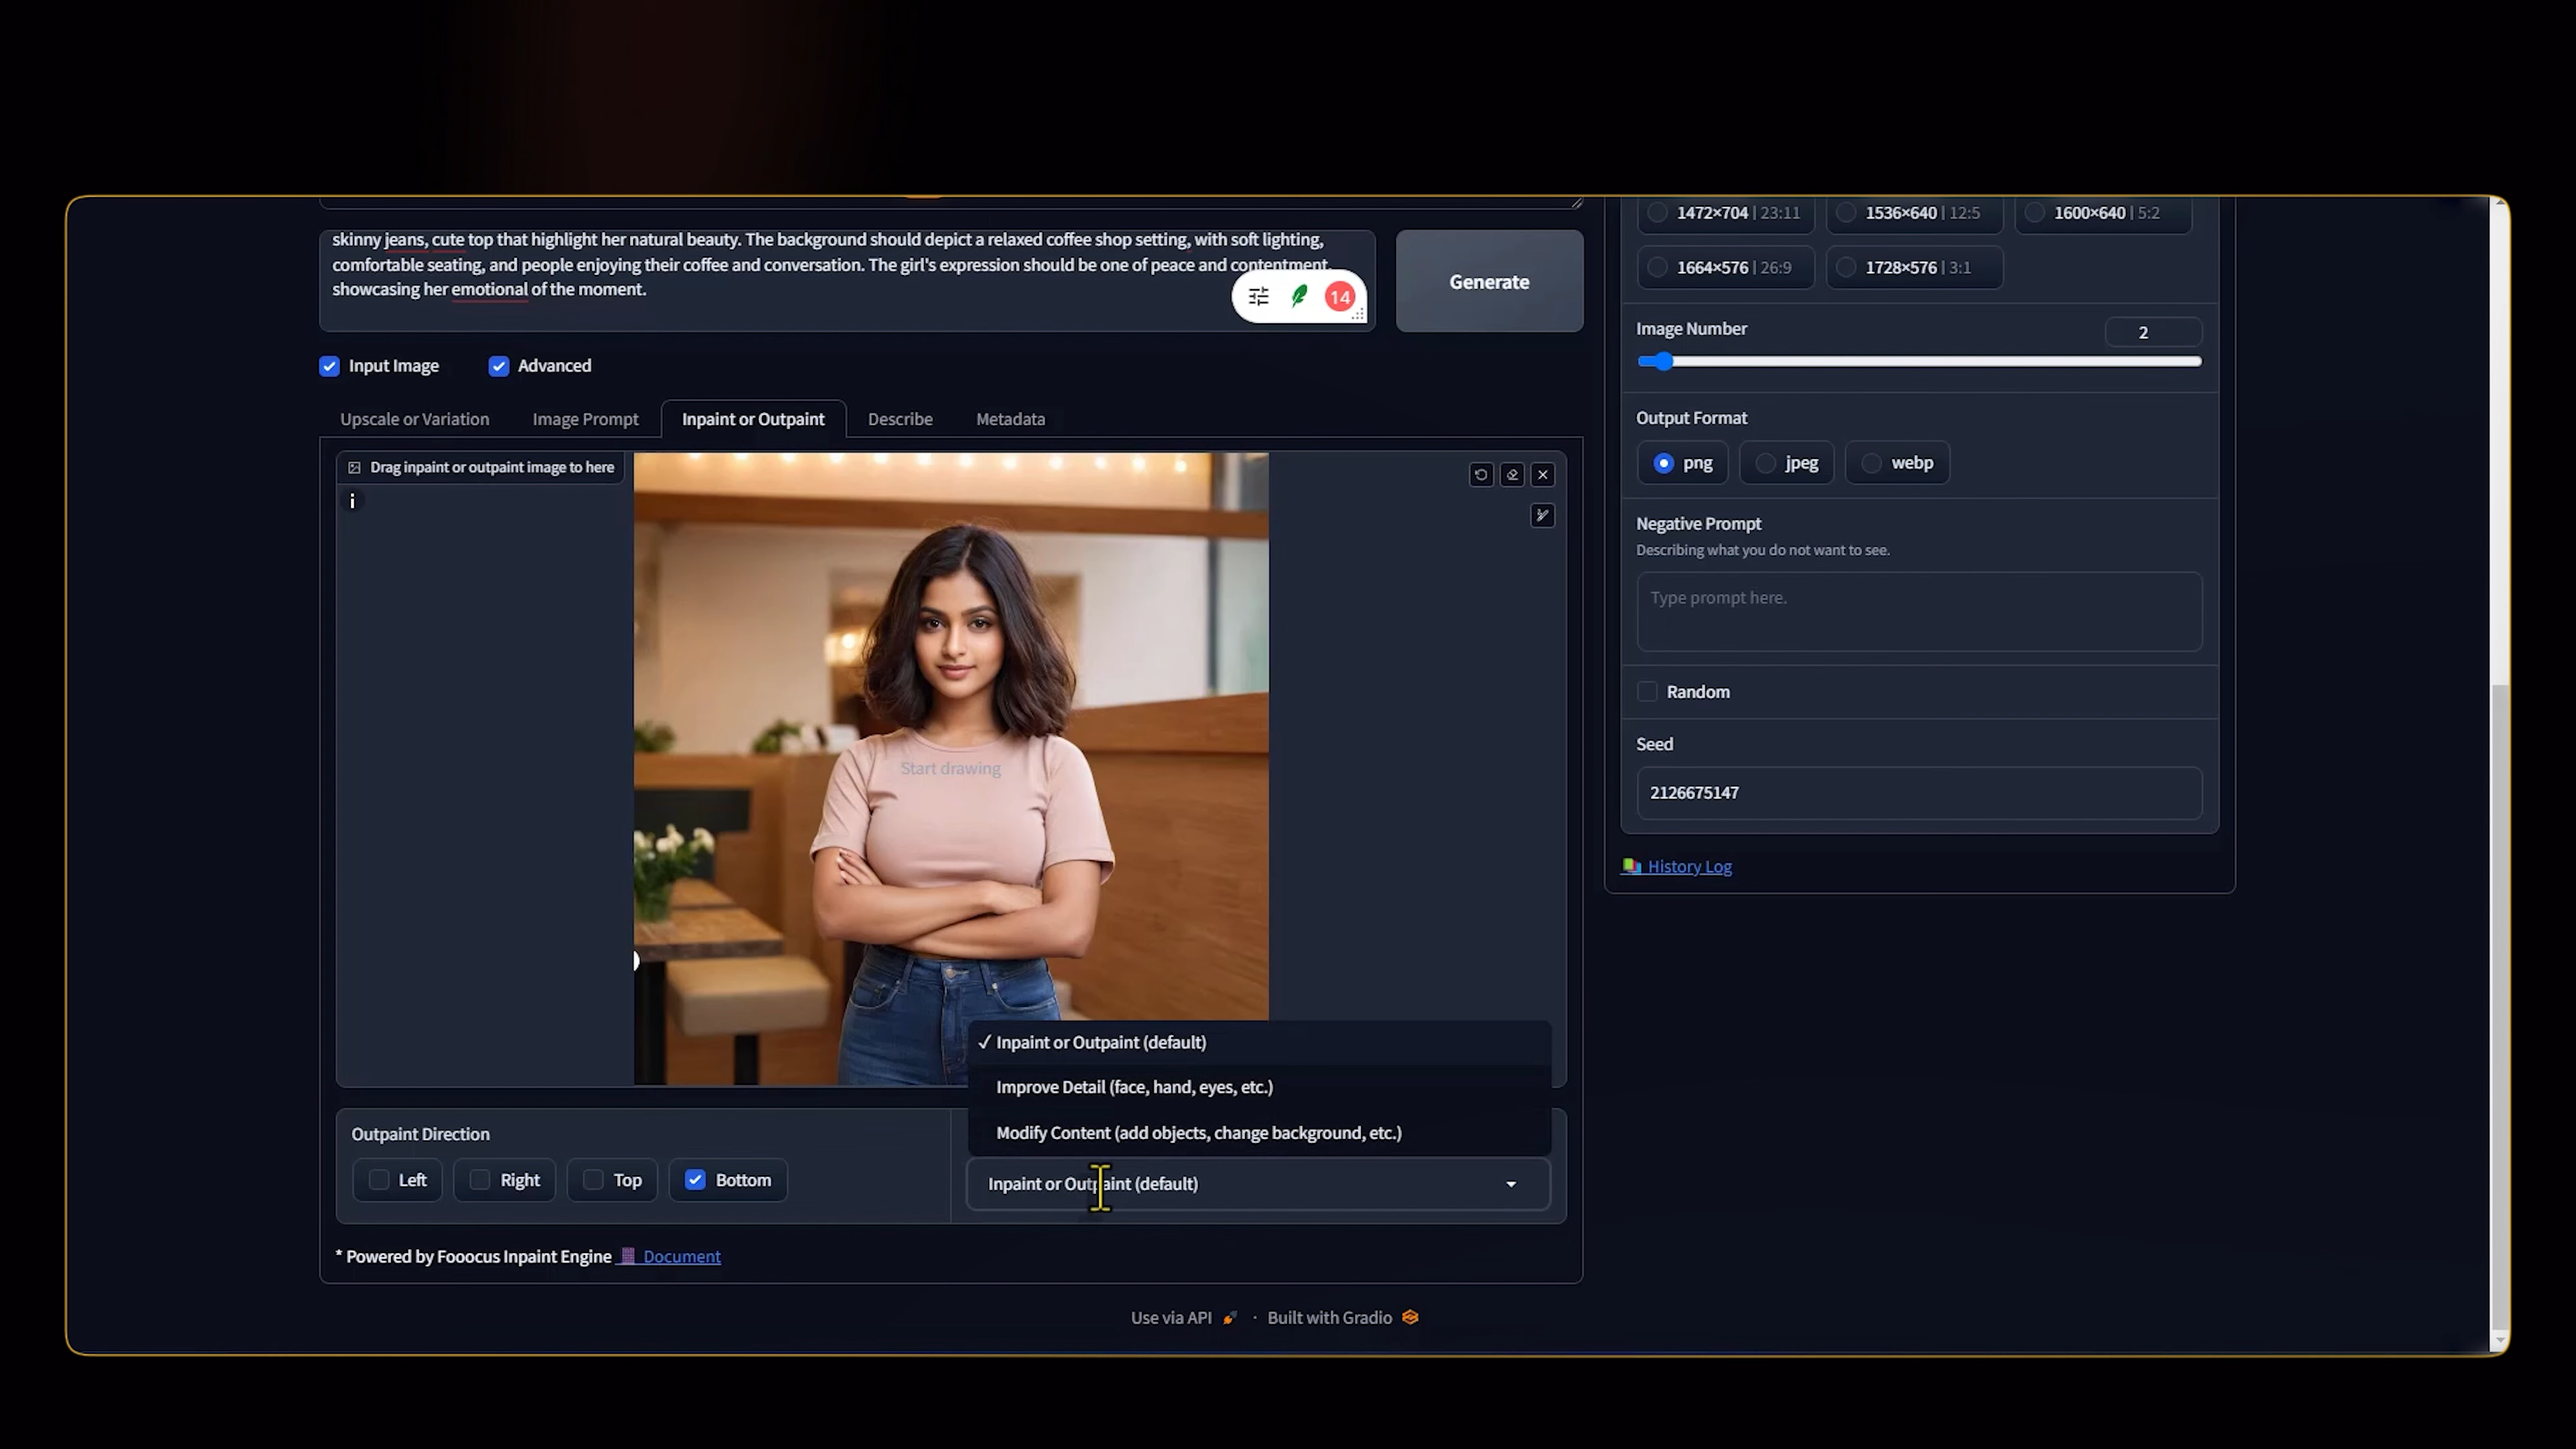 skinny jeans, cute top that highlight her natural beauty. The background should depict a relaxed coffee shop setting, with soft lighting,
comfortable seating, and people enjoying their coffee and conversation. The girl's expression should be one of peace and contentment,
showcasing her emotional of the moment.
14
Generate
Input Image
Advanced
Upscale or Variation
Image Prompt
Inpaint or Outpaint
Describe
Metadata
Drag inpaint or outpaint image to here
i
Start drawing
✓ Inpaint or Outpaint (default)
Improve Detail (face, hand, eyes, etc.)
Modify Content (add objects, change background, etc.)
Outpaint Direction
Left
Right
Top
Bottom
Inpaint or Outpaint (default)
* Powered by Fooocus Inpaint Engine Document
1472×704 | 23:11
1536×640 | 12:5
1600×640 | 5:2
1664×576 | 26:9
1728×576 | 3:1
Image Number
2
Output Format
png
jpeg
webp
Negative Prompt
Describing what you do not want to see.
Type prompt here.
Random
Seed
2126675147
History Log
Use via API · Built with Gradio